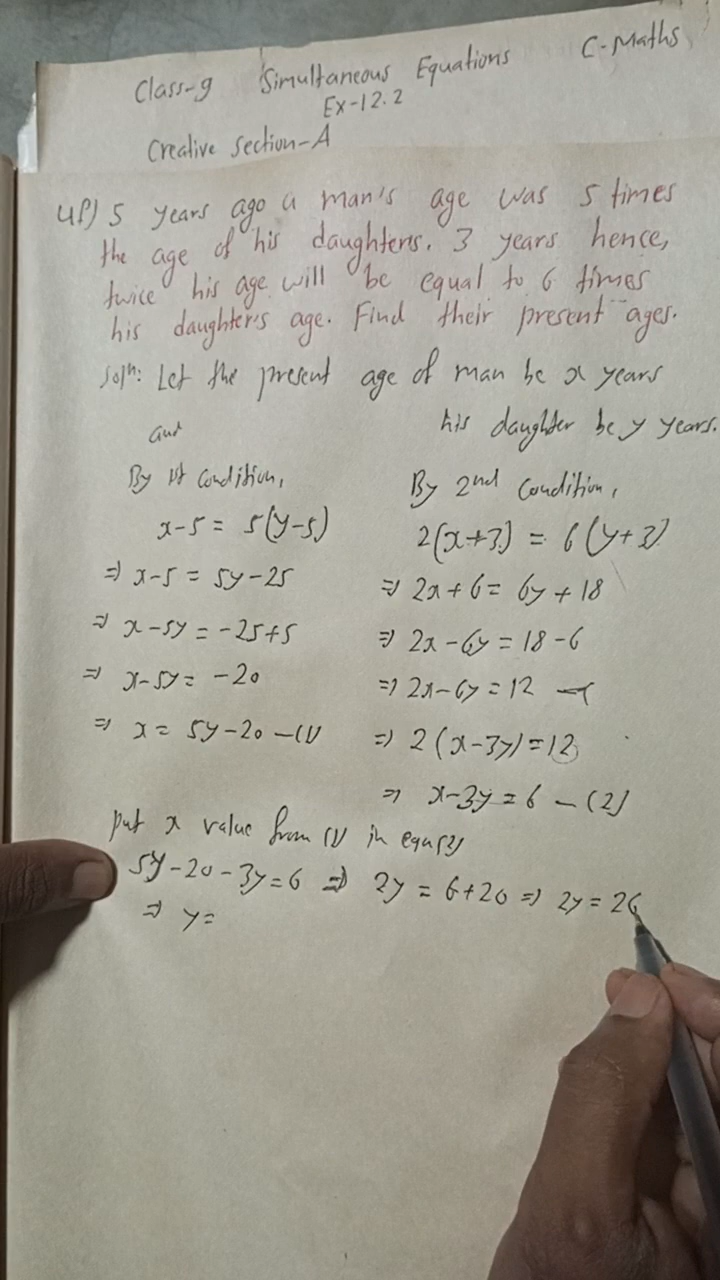 Class-9 Simultaneous Equations C-Maths
Ex-12.2
Creative section-A
4f) 5 years ago a man's age was 5 times
the age of his daughters. 3 years hence,
twice his age will be equal to 6 times
his daughter's age. Find their present ages.
Solⁿ: Let the present age of man be x years
and his daughter be y years.
By 1st Condition,
x-5 = 5(y-5)
⇒ x-5 = 5y-25
⇒ x-5y = -25+5
⇒ x-5y = -20
⇒ x = 5y-20 -(1)
By 2nd Condition,
2(x+3) = 6(y+3)
⇒ 2x+6 = 6y+18
⇒ 2x-6y = 18-6
⇒ 2x-6y = 12
⇒ 2(x-3y)=12
⇒ x-3y = 6 -(2)
Put x value from (1) in equⁿ(2)
5y-20-3y=6 ⇒ 2y = 6+20 ⇒ 2y = 26
⇒ y=